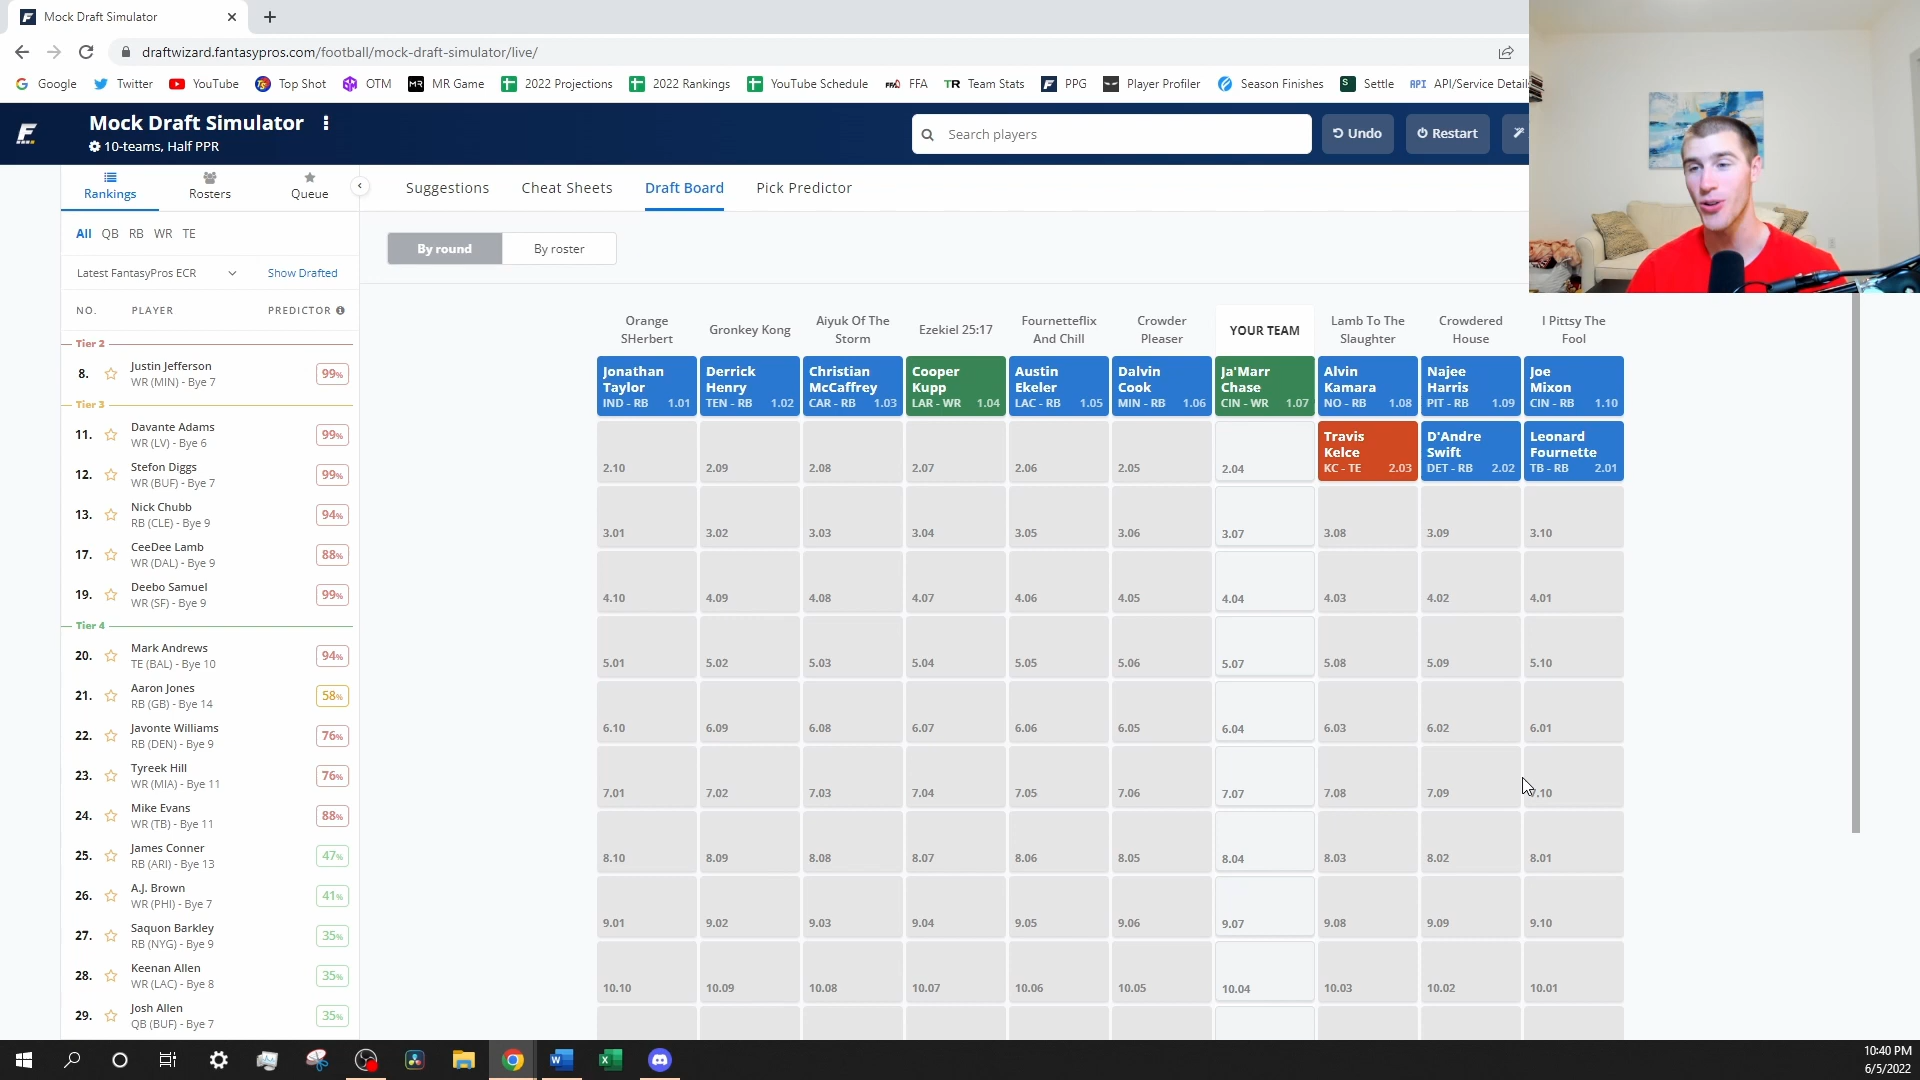 Mock Draft Simulator
draftwizard.fantasypros.com/football/mock-draft-simulator/live/
Google
Twitter
YouTube
Top Shot
OTM
MR Game
2022 Projections
2022 Rankings
YouTube Schedule
FFA
Team Stats
PPG
Player Profiler
Season Finishes
Settle
API/Service Detail
Mock Draft Simulator
10-teams, Half PPR
Search players
Undo
Restart
Rankings
Rosters
Queue
Suggestions
Cheat Sheets
Draft Board
Pick Predictor
All QB RB WR TE
By round
By roster
Latest FantasyPros ECR
Show Drafted
NO. PLAYER PREDICTOR
Tier 2
8. Justin Jefferson 99%
WR (MIN) - Bye 7
Tier 3
11. Davante Adams 99%
WR (LV) - Bye 6
12. Stefon Diggs 99%
WR (BUF) - Bye 7
13. Nick Chubb 94%
RB (CLE) - Bye 9
17. CeeDee Lamb 88%
WR (DAL) - Bye 9
19. Deebo Samuel 99%
WR (SF) - Bye 9
Tier 4
20. Mark Andrews 94%
TE (BAL) - Bye 10
21. Aaron Jones 58%
RB (GB) - Bye 14
22. Javonte Williams 76%
RB (DEN) - Bye 9
23. Tyreek Hill 76%
WR (MIA) - Bye 11
24. Mike Evans 88%
WR (TB) - Bye 11
25. James Conner 47%
RB (ARI) - Bye 13
26. A.J. Brown 41%
WR (PHI) - Bye 7
27. Saquon Barkley 35%
RB (NYG) - Bye 9
28. Keenan Allen 35%
WR (LAC) - Bye 8
29. Josh Allen 35%
QB (BUF) - Bye 7
Orange
SHerbert
Gronkey Kong
Aiyuk Of The
Storm
Ezekiel 25:17
Fournetteflix
And Chill
Crowder
Pleaser
YOUR TEAM
Lamb To The
Slaughter
Crowdered
House
I Pittsy The
Fool
Jonathan
Taylor
IND - RB 1.01
Derrick
Henry
TEN - RB 1.02
Christian
McCaffrey
CAR - RB 1.03
Cooper
Kupp
LAR - WR 1.04
Austin
Ekeler
LAC - RB 1.05
Dalvin
Cook
MIN - RB 1.06
Ja'Marr
Chase
CIN - WR 1.07
Alvin
Kamara
NO - RB 1.08
Najee
Harris
PIT - RB 1.09
Joe
Mixon
CIN - RB 1.10
2.10 2.09 2.08 2.07 2.06 2.05 2.04
Travis
Kelce
KC - TE 2.03
D'Andre
Swift
DET - RB 2.02
Leonard
Fournette
TB - RB 2.01
3.01 3.02 3.03 3.04 3.05 3.06 3.07 3.08 3.09 3.10
4.10 4.09 4.08 4.07 4.06 4.05 4.04 4.03 4.02 4.01
5.01 5.02 5.03 5.04 5.05 5.06 5.07 5.08 5.09 5.10
6.10 6.09 6.08 6.07 6.06 6.05 6.04 6.03 6.02 6.01
7.01 7.02 7.03 7.04 7.05 7.06 7.07 7.08 7.09 7.10
8.10 8.09 8.08 8.07 8.06 8.05 8.04 8.03 8.02 8.01
9.01 9.02 9.03 9.04 9.05 9.06 9.07 9.08 9.09 9.10
10.10 10.09 10.08 10.07 10.06 10.05 10.04 10.03 10.02 10.01
10:40 PM
6/5/2022